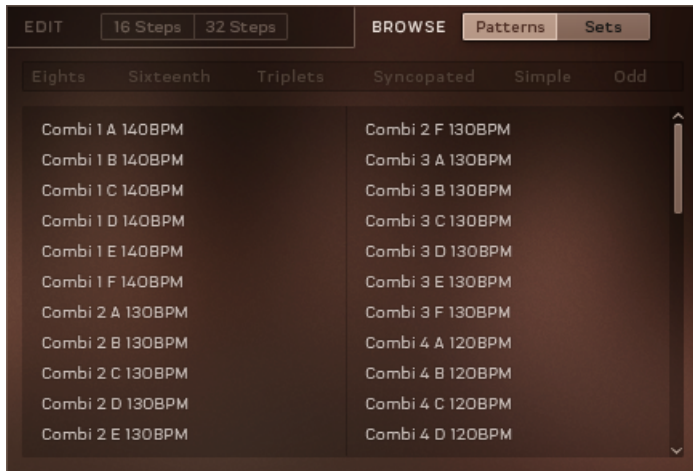 EDIT 16 Steps 32 Steps BROWSE Patterns Sets
Eights Sixteenth Triplets Syncopated Simple Odd
Combi 1 A 140BPM
Combi 1 B 140BPM
Combi 1 C 140BPM
Combi 1 D 140BPM
Combi 1 E 140BPM
Combi 1 F 140BPM
Combi 2 A 130BPM
Combi 2 B 130BPM
Combi 2 C 130BPM
Combi 2 D 130BPM
Combi 2 E 130BPM
Combi 2 F 130BPM
Combi 3 A 130BPM
Combi 3 B 130BPM
Combi 3 C 130BPM
Combi 3 D 130BPM
Combi 3 E 130BPM
Combi 3 F 130BPM
Combi 4 A 120BPM
Combi 4 B 120BPM
Combi 4 C 120BPM
Combi 4 D 120BPM